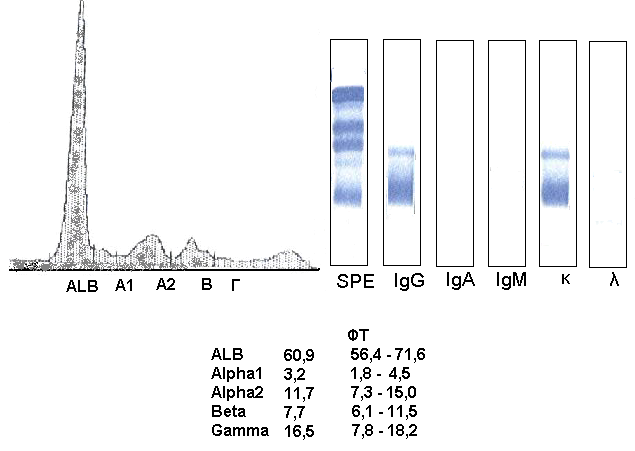 ALB A1 A2 B Γ
SPE IgG IgA IgM κ λ
ΦΤ
ALB 60,9 56,4 - 71,6
Alpha1 3,2 1,8 - 4,5
Alpha2 11,7 7,3 - 15,0
Beta 7,7 6,1 - 11,5
Gamma 16,5 7,8 - 18,2